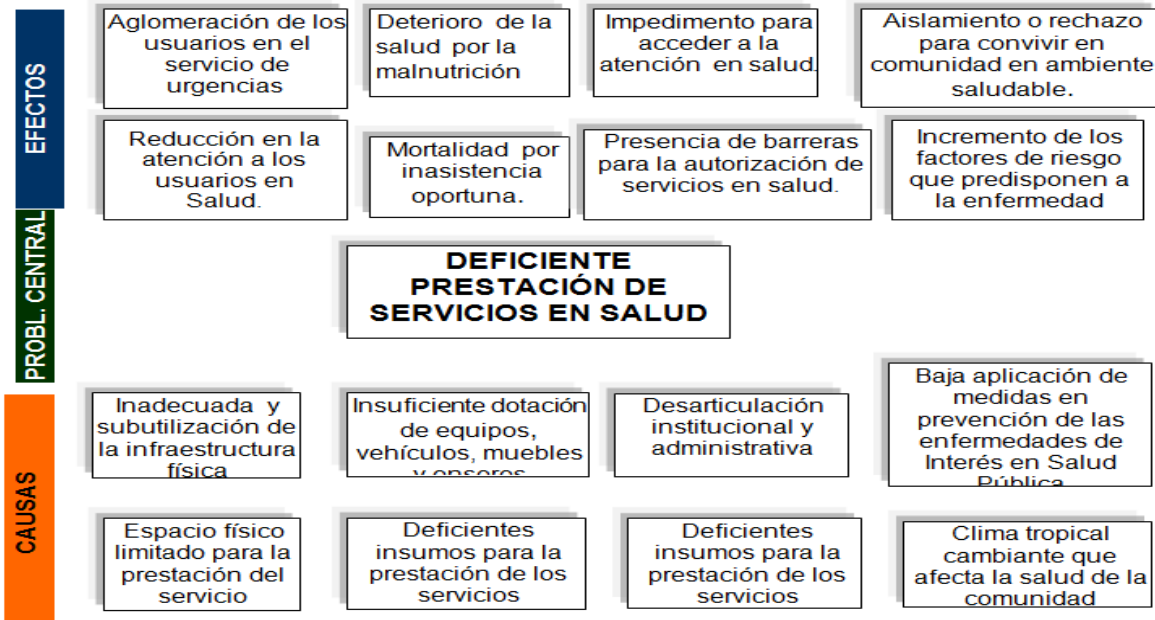 EFECTOS
Aglomeración de los
usuarios en el
servicio de
urgencias
Deterioro de la
salud por la
malnutrición
Impedimento para
acceder a la
atención en salud.
Aislamiento o rechazo
para convivir en
comunidad en ambiente
saludable.
Reducción en la
atención a los
usuarios en
Salud.
Mortalidad por
inasistencia
oportuna.
Presencia de barreras
para la autorización de
servicios en salud.
Incremento de los
factores de riesgo
que predisponen a
la enfermedad
PROBL. CENTRAL
DEFICIENTE
PRESTACIÓN DE
SERVICIOS EN SALUD
CAUSAS
Inadecuada y
subutilización de
la infraestructura
física
Insuficiente dotación
de equipos,
vehículos, muebles
y enseres
Desarticulación
institucional y
administrativa
Baja aplicación de
medidas en
prevención de las
enfermedades de
Interés en Salud
Pública
Espacio físico
limitado para la
prestación del
servicio
Deficientes
insumos para la
prestación de los
servicios
Deficientes
insumos para la
prestación de los
servicios
Clima tropical
cambiante que
afecta la salud de la
comunidad